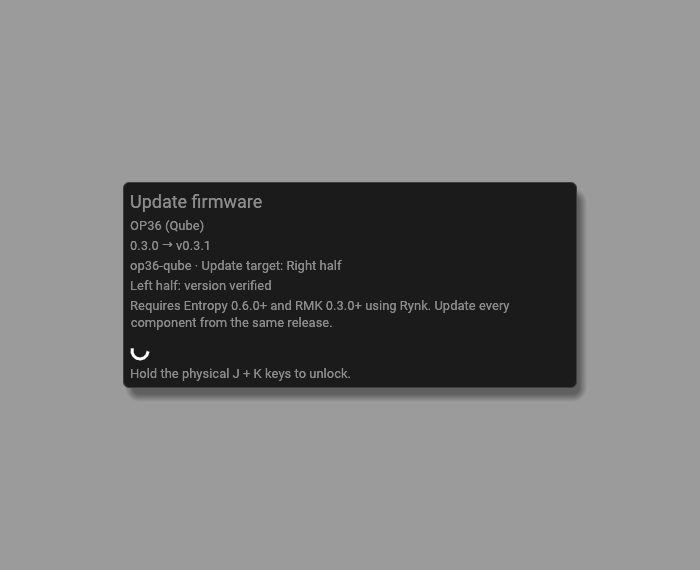 Update firmware
OP36 (Qube)
0.3.0 → v0.3.1
op36-qube · Update target: Right half
Left half: version verified
Requires Entropy 0.6.0+ and RMK 0.3.0+ using Rynk. Update every
component from the same release.
Hold the physical J + K keys to unlock.